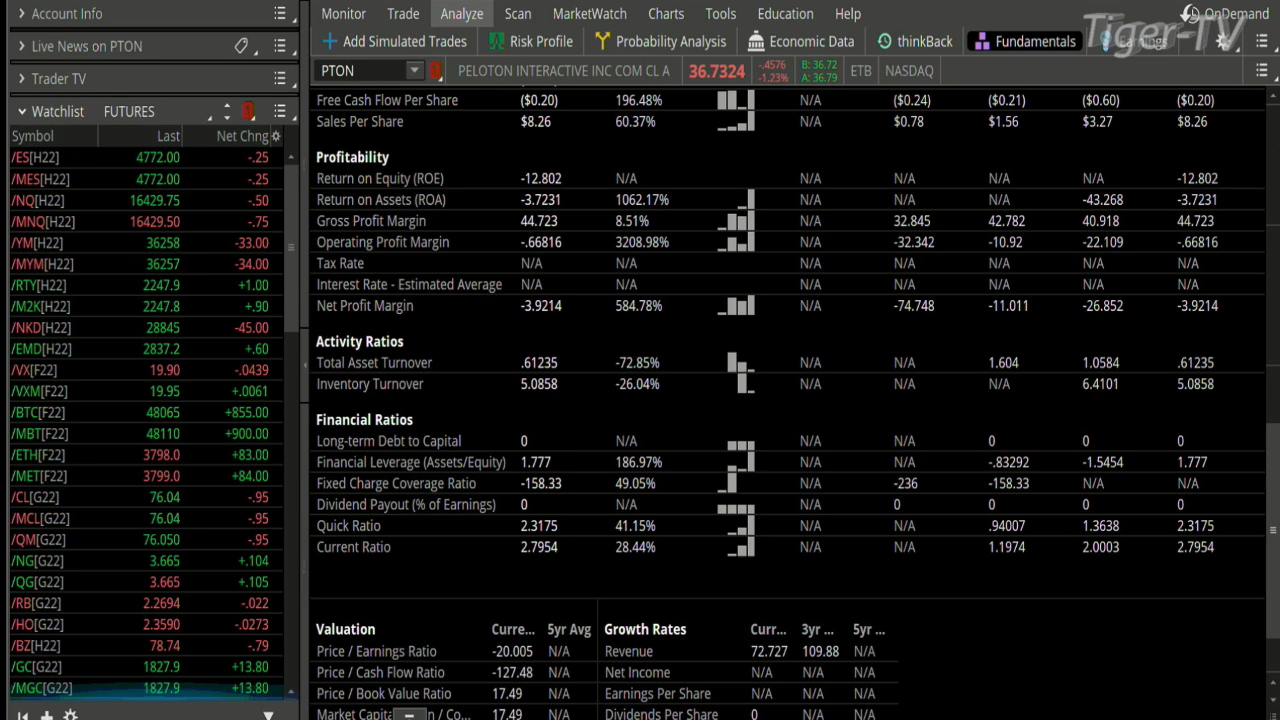 Account Info
Live News on PTON
Trader TV
Watchlist FUTURES
Symbol Last Net Chng
/ES[H22] 4772.00 -.25
/MES[H22] 4772.00 -.25
/NQ[H22] 16429.75 -.50
/MNQ[H22] 16429.50 -.75
/YM[H22] 36258 -33.00
/MYM[H22] 36257 -34.00
/RTY[H22] 2247.9 +1.00
/M2K[H22] 2247.8 +.90
/NKD[H22] 28845 -45.00
/EMD[H22] 2837.2 +.60
/VX[F22] 19.90 -.0439
/VXM[F22] 19.95 +.0061
/BTC[F22] 48065 +855.00
/MBT[F22] 48110 +900.00
/ETH[F22] 3798.0 +83.00
/MET[F22] 3799.0 +84.00
/CL[G22] 76.04 -.95
/MCL[G22] 76.04 -.95
/QM[G22] 76.050 -.95
/NG[G22] 3.665 +.104
/QG[G22] 3.665 +.105
/RB[G22] 2.2694 -.022
/HO[G22] 2.3590 -.0273
/BZ[H22] 78.74 -.79
/GC[G22] 1827.9 +13.80
/MGC[G22] 1827.9 +13.80
Monitor Trade Analyze Scan MarketWatch Charts Tools Education Help OnDemand
Tiger-TV
Add Simulated Trades Risk Profile Probability Analysis Economic Data thinkBack Fundamentals Earnings
PTON PELOTON INTERACTIVE INC COM CL A 36.7324 -.4576 -1.23% B: 36.72 A: 36.79 ETB NASDAQ
Free Cash Flow Per Share ($0.20) 196.48% N/A ($0.24) ($0.21) ($0.60) ($0.20)
Sales Per Share $8.26 60.37% N/A $0.78 $1.56 $3.27 $8.26
Profitability
Return on Equity (ROE) -12.802 N/A N/A N/A N/A N/A -12.802
Return on Assets (ROA) -3.7231 1062.17% N/A N/A N/A -43.268 -3.7231
Gross Profit Margin 44.723 8.51% N/A 32.845 42.782 40.918 44.723
Operating Profit Margin -.66816 3208.98% N/A -32.342 -10.92 -22.109 -.66816
Tax Rate N/A N/A N/A N/A N/A N/A N/A
Interest Rate - Estimated Average N/A N/A N/A N/A N/A N/A N/A
Net Profit Margin -3.9214 584.78% N/A -74.748 -11.011 -26.852 -3.9214
Activity Ratios
Total Asset Turnover .61235 -72.85% N/A N/A 1.604 1.0584 .61235
Inventory Turnover 5.0858 -26.04% N/A N/A N/A 6.4101 5.0858
Financial Ratios
Long-term Debt to Capital 0 N/A N/A N/A 0 0 0
Financial Leverage (Assets/Equity) 1.777 186.97% N/A N/A -.83292 -1.5454 1.777
Fixed Charge Coverage Ratio -158.33 49.05% N/A -236 -158.33 N/A N/A
Dividend Payout (% of Earnings) 0 N/A N/A N/A 0 0 0
Quick Ratio 2.3175 41.15% N/A N/A .94007 1.3638 2.3175
Current Ratio 2.7954 28.44% N/A N/A 1.1974 2.0003 2.7954
Valuation Curre... 5yr Avg Growth Rates Curr... 3yr ... 5yr ...
Price / Earnings Ratio -20.005 N/A Revenue 72.727 109.88 N/A
Price / Cash Flow Ratio -127.48 N/A Net Income N/A N/A N/A
Price / Book Value Ratio 17.49 N/A Earnings Per Share N/A N/A N/A
Market Capita n / Co... 17.49 N/A Dividends Per Share 0 N/A N/A